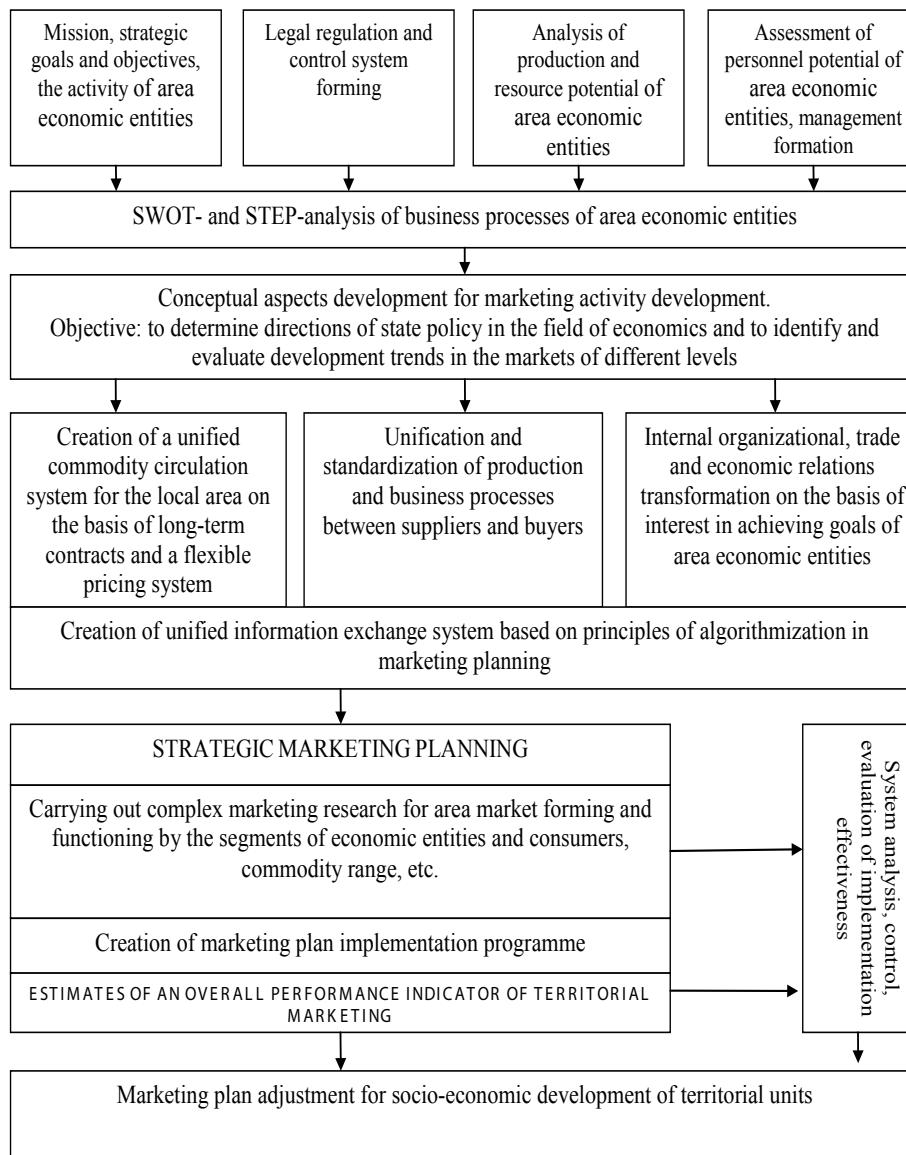 Mission, strategic
goals and objectives,
the activity of area
economic entities
Legal regulation and
control system
forming
Analysis of
production and
resource potential of
area economic
entities
Assessment of
personnel potential of
area economic
entities, management
formation
SWOT- and STEP-analysis of business processes of area economic entities
Conceptual aspects development for marketing activity development.
Objective: to determine directions of state policy in the field of economics and to identify and
evaluate development trends in the markets of different levels
Creation of a unified
commodity circulation
system for the local area on
the basis of long-term
contracts and a flexible
pricing system
Unification and
standardization of production
and business processes
between suppliers and buyers
Internal organizational, trade
and economic relations
transformation on the basis of
interest in achieving goals of
area economic entities
Creation of unified information exchange system based on principles of algorithmization in
marketing planning
STRATEGIC MARKETING PLANNING
Carrying out complex marketing research for area market forming and
functioning by the segments of economic entities and consumers,
commodity range, etc.
Creation of marketing plan implementation programme
ESTIMATES OF AN OVERALL PERFORMANCE INDICATOR OF TERRITORIAL
MARKETING
System analysis, control,
evaluation of implementation
effectiveness
Marketing plan adjustment for socio-economic development of territorial units